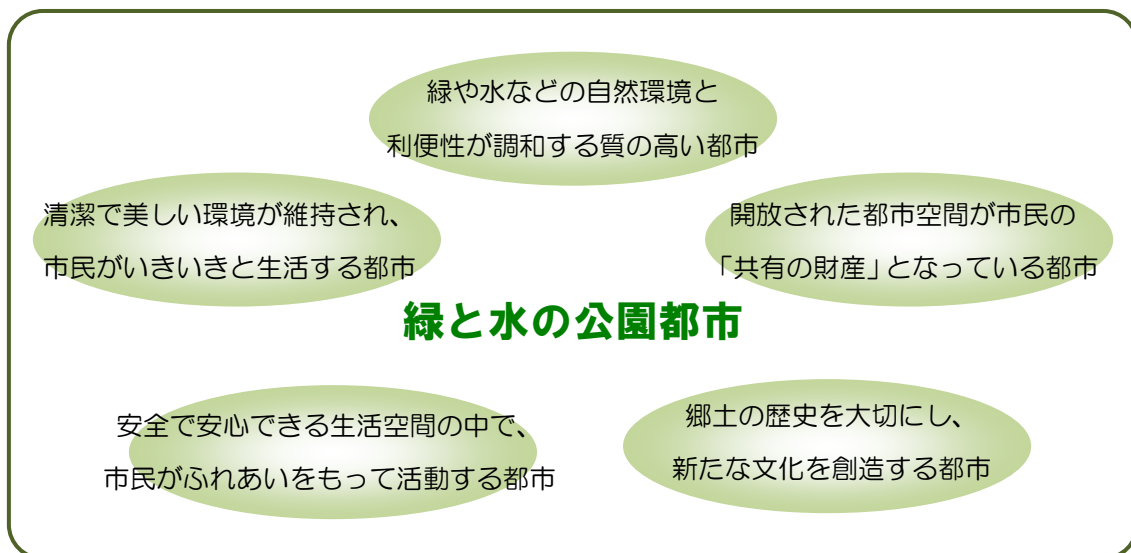 緑や水などの自然環境と
利便性が調和する質の高い都市
清潔で美しい環境が維持され、
市民がいきいきと生活する都市
開放された都市空間が市民の
「共有の財産」となっている都市
緑と水の公園都市
安全で安心できる生活空間の中で、
市民がふれあいをもって活動する都市
郷土の歴史を大切にし、
新たな文化を創造する都市